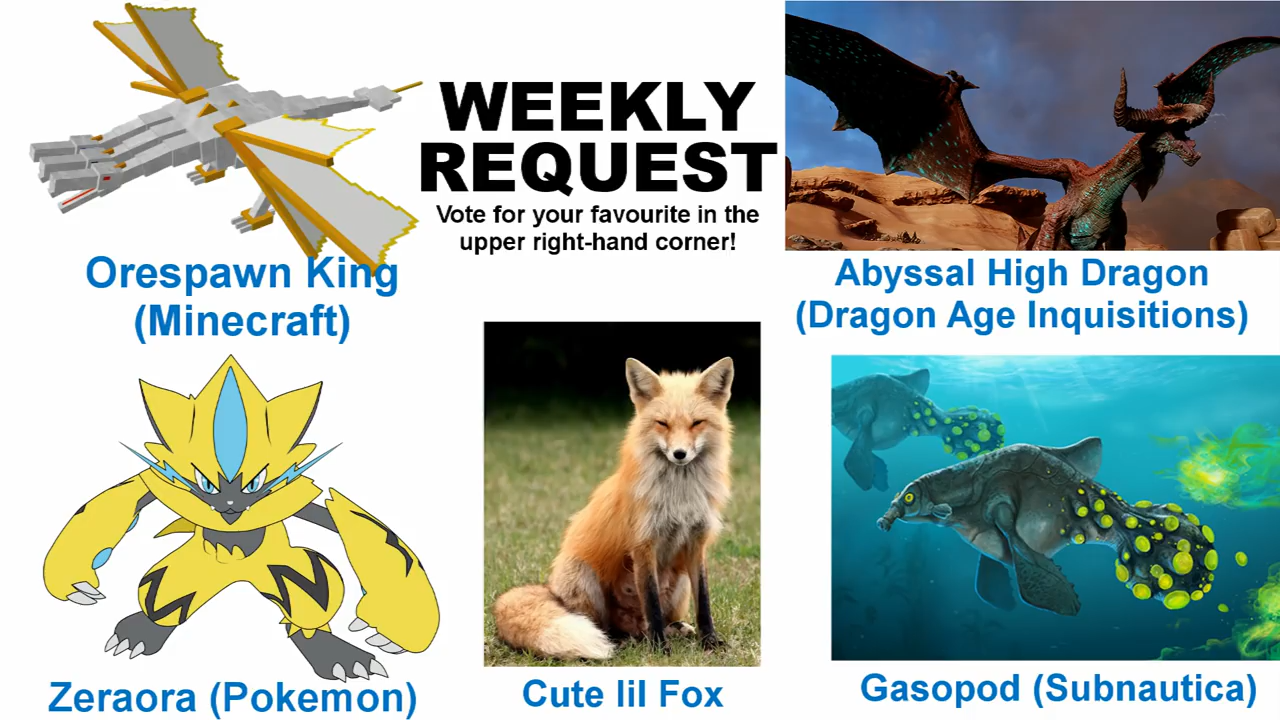 WEEKLY
REQUEST
Vote for your favourite in the
upper right-hand corner!
Orespawn King
(Minecraft)
Abyssal High Dragon
(Dragon Age Inquisitions)
Zeraora (Pokemon)
Cute lil Fox
Gasopod (Subnautica)